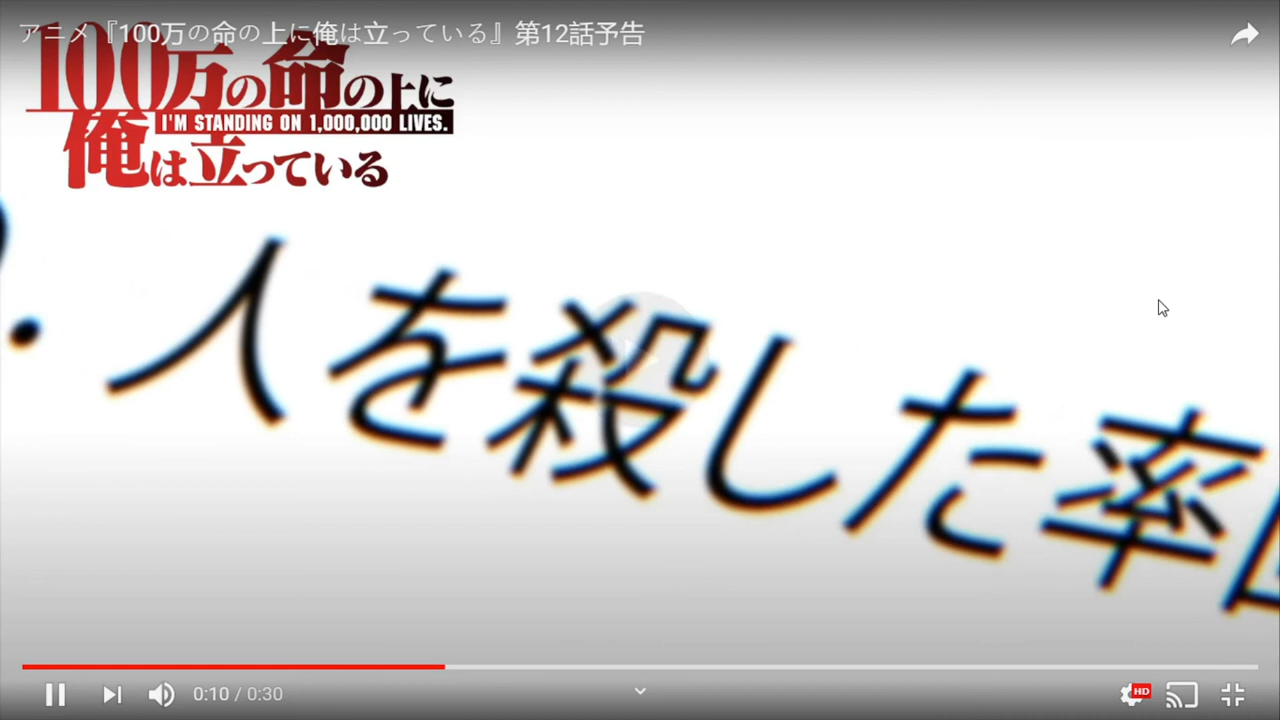 アニメ『100万の命の上に俺は立っている』第12話予告
100万の命の上に
I'M STANDING ON 1,000,000 LIVES.
俺は立っている
人を殺した率
0:10 / 0:30
HD